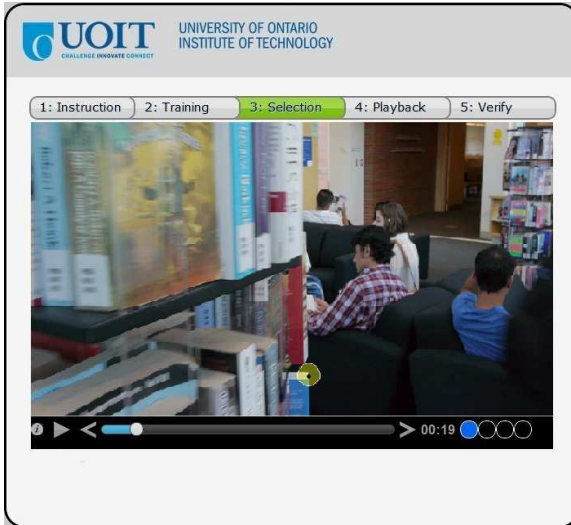 UOIT
CHALLENGE INNOVATE CONNECT
UNIVERSITY OF ONTARIO
INSTITUTE OF TECHNOLOGY
1: Instruction
2: Training
3: Selection
4: Playback
5: Verify
i
00:19